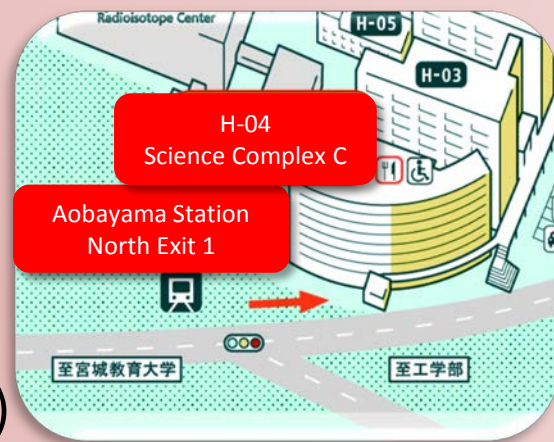 Radioisotope Center
H-05
H-03
H-04
Science Complex C
Aobayama Station
North Exit 1
至宮城教育大学
至工学部
)